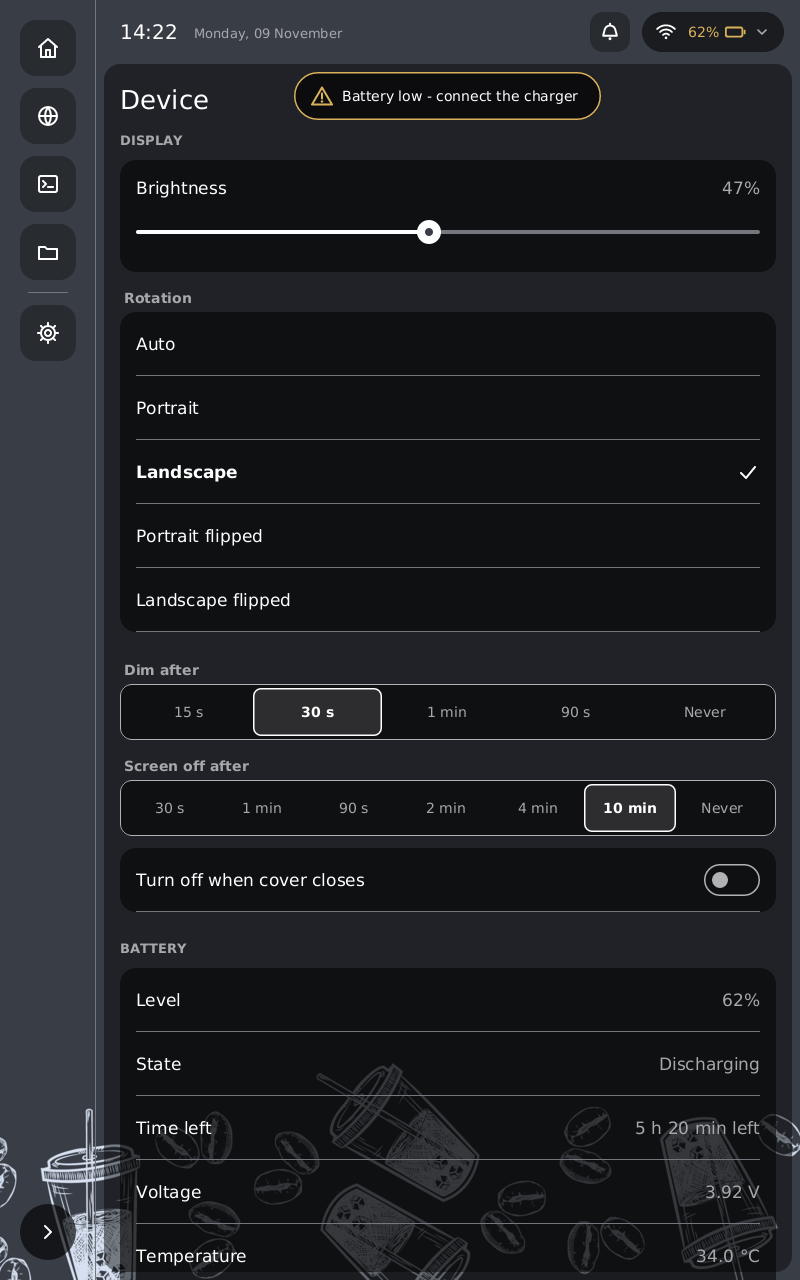 14:22 Monday, 09 November 62%
Battery low - connect the charger
Device
DISPLAY
Brightness 47%
Rotation
Auto
Portrait
Landscape
Portrait flipped
Landscape flipped
Dim after
15 s 30 s 1 min 90 s Never
Screen off after
30 s 1 min 90 s 2 min 4 min 10 min Never
Turn off when cover closes
BATTERY
Level 62%
State Discharging
Time left 5 h 20 min left
Voltage 3.92 V
Temperature 34.0 °C